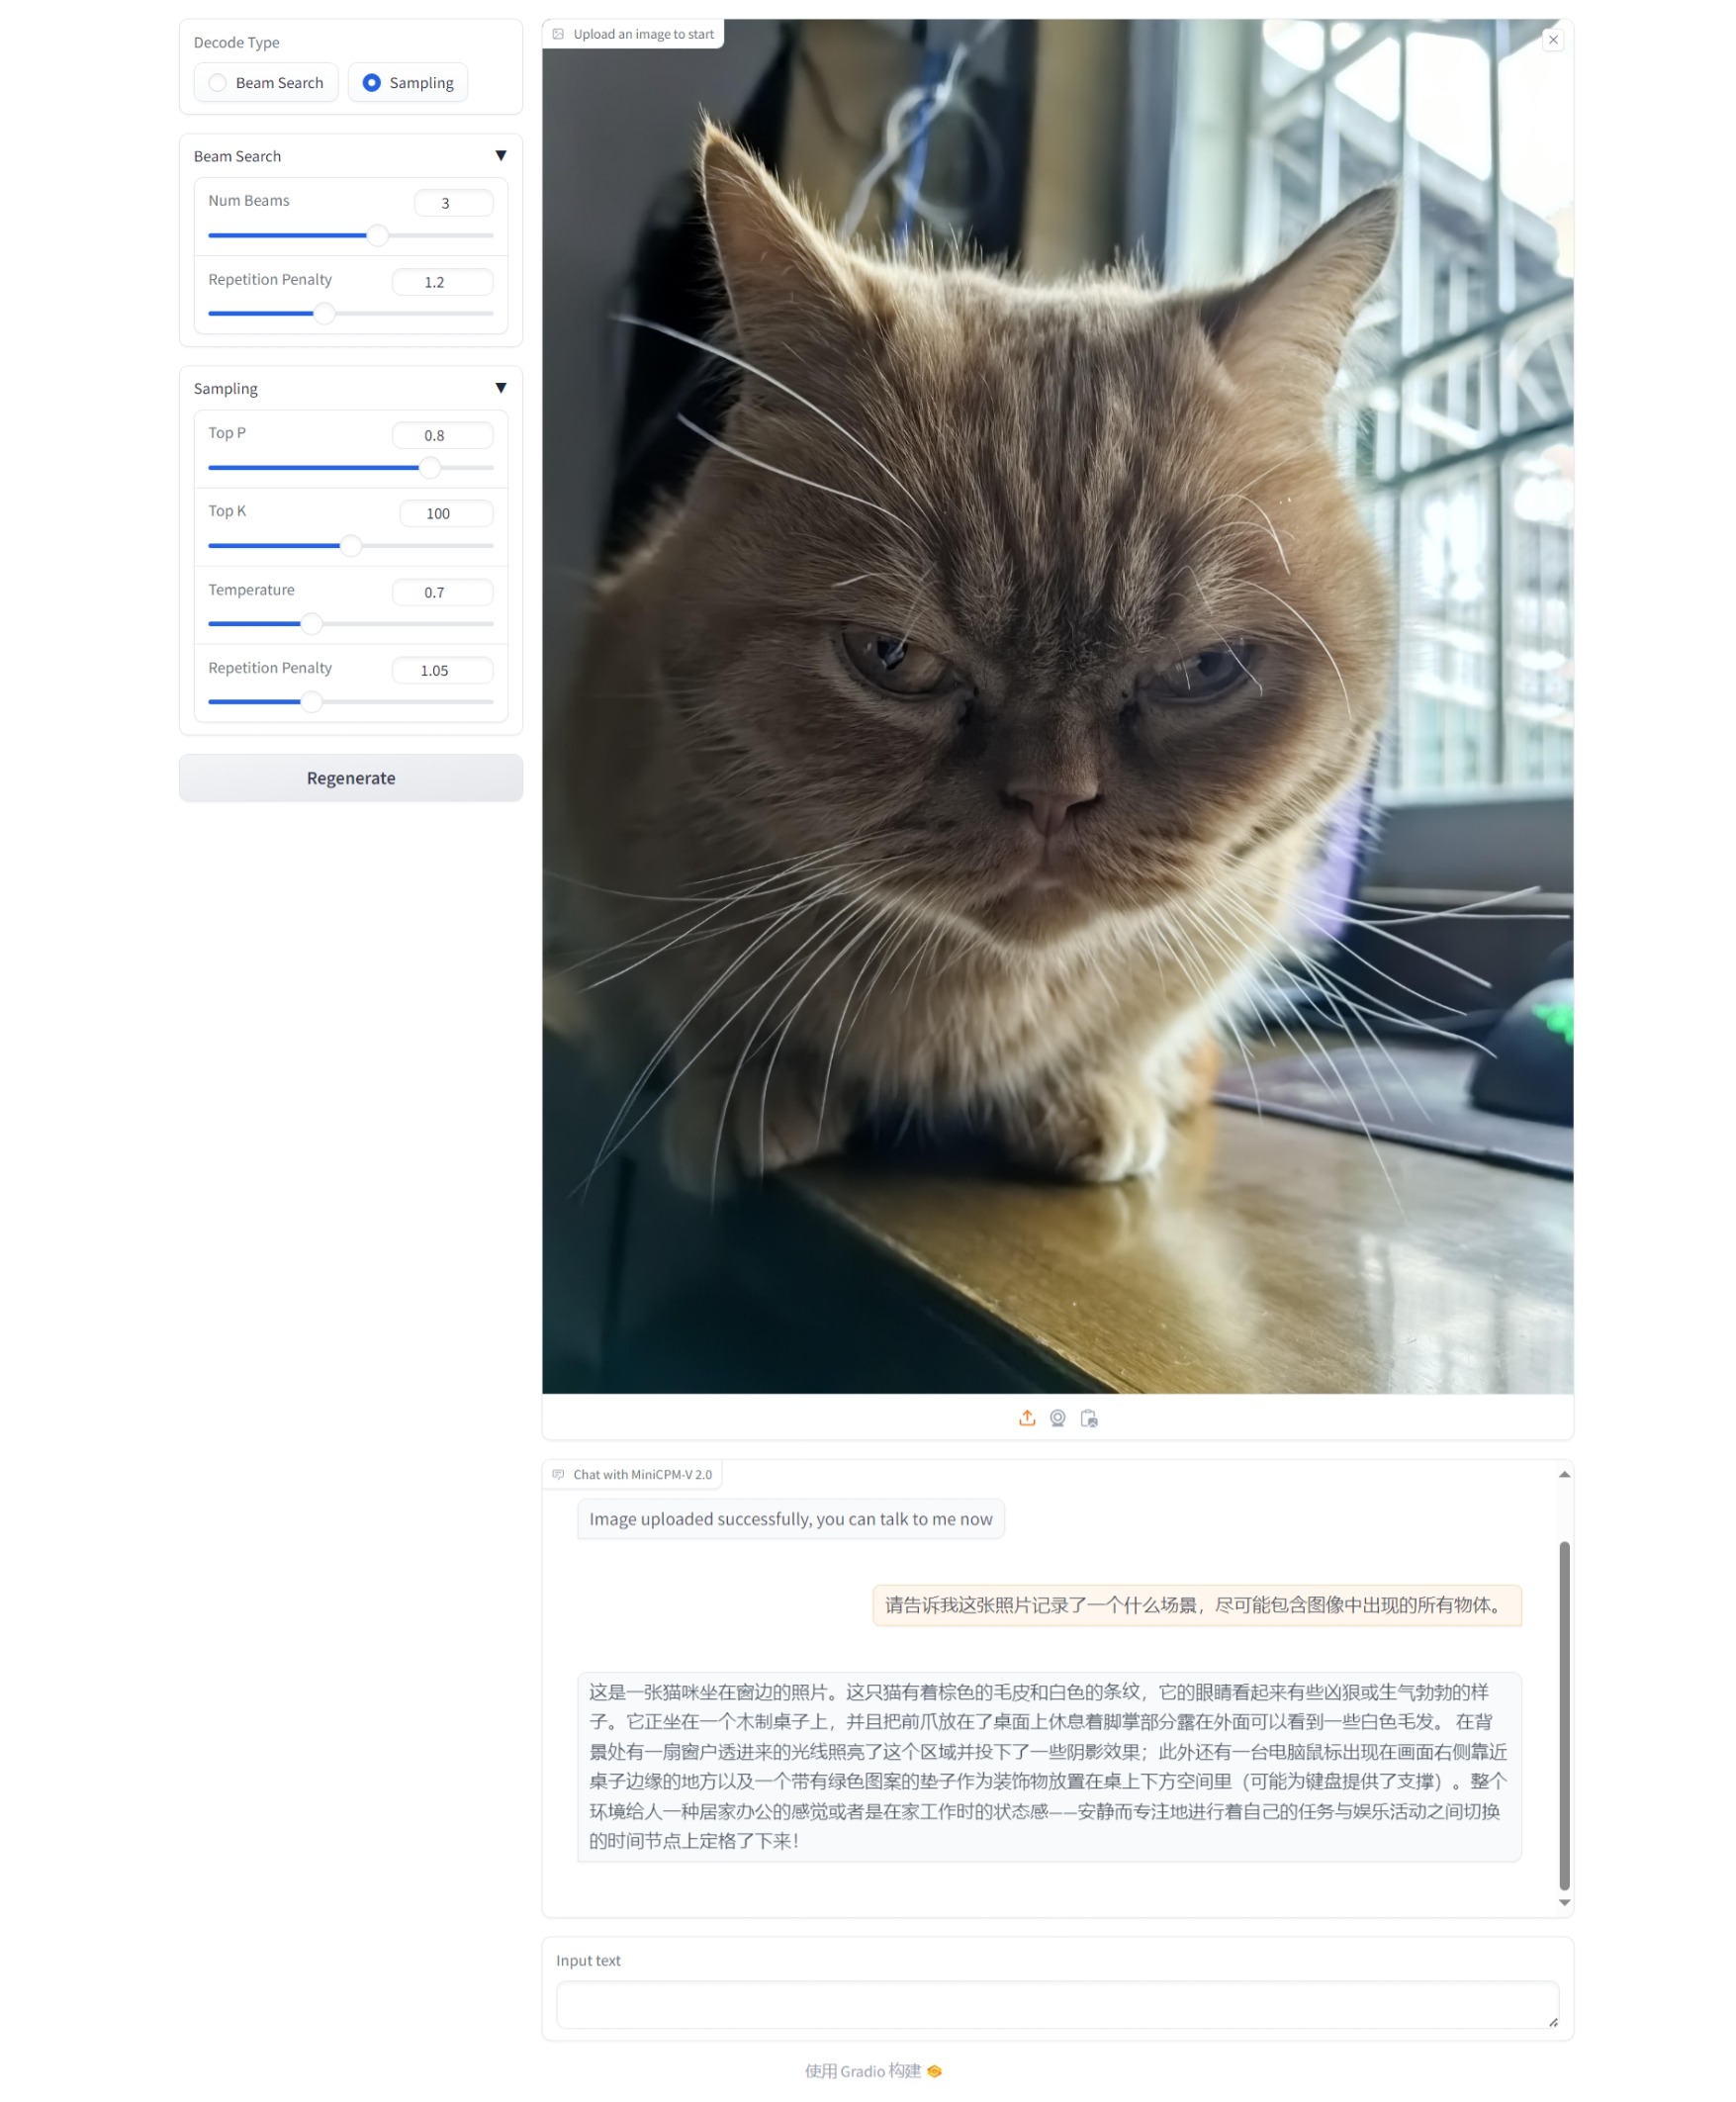 Decode Type
Beam Search
Sampling
Beam Search
Num Beams
3
Repetition Penalty
1.2
Sampling
Top P
0.8
Top K
100
Temperature
0.7
Repetition Penalty
1.05
Regenerate
Upload an image to start
Chat with MiniCPM-V 2.0
Image uploaded successfully, you can talk to me now
请告诉我这张照片记录了一个什么场景，尽可能包含图像中出现的所有物体。
这是一张猫咪坐在窗边的照片。这只猫有着棕色的毛皮和白色的条纹，它的眼睛看起来有些凶狠或生气勃勃的样
子。它正坐在一个木制桌子上，并且把前爪放在了桌面上休息着脚掌部分露在外面可以看到一些白色毛发。 在背
景处有一扇窗户透进来的光线照亮了这个区域并投下了一些阴影效果；此外还有一台电脑鼠标出现在画面右侧靠近
桌子边缘的地方以及一个带有绿色图案的垫子作为装饰物放置在桌上下方空间里（可能为键盘提供了支撑）。整个
环境给人一种居家办公的感觉或者是在家工作时的状态感——安静而专注地进行着自己的任务与娱乐活动之间切换
的时间节点上定格了下来！
Input text
使用 Gradio 构建